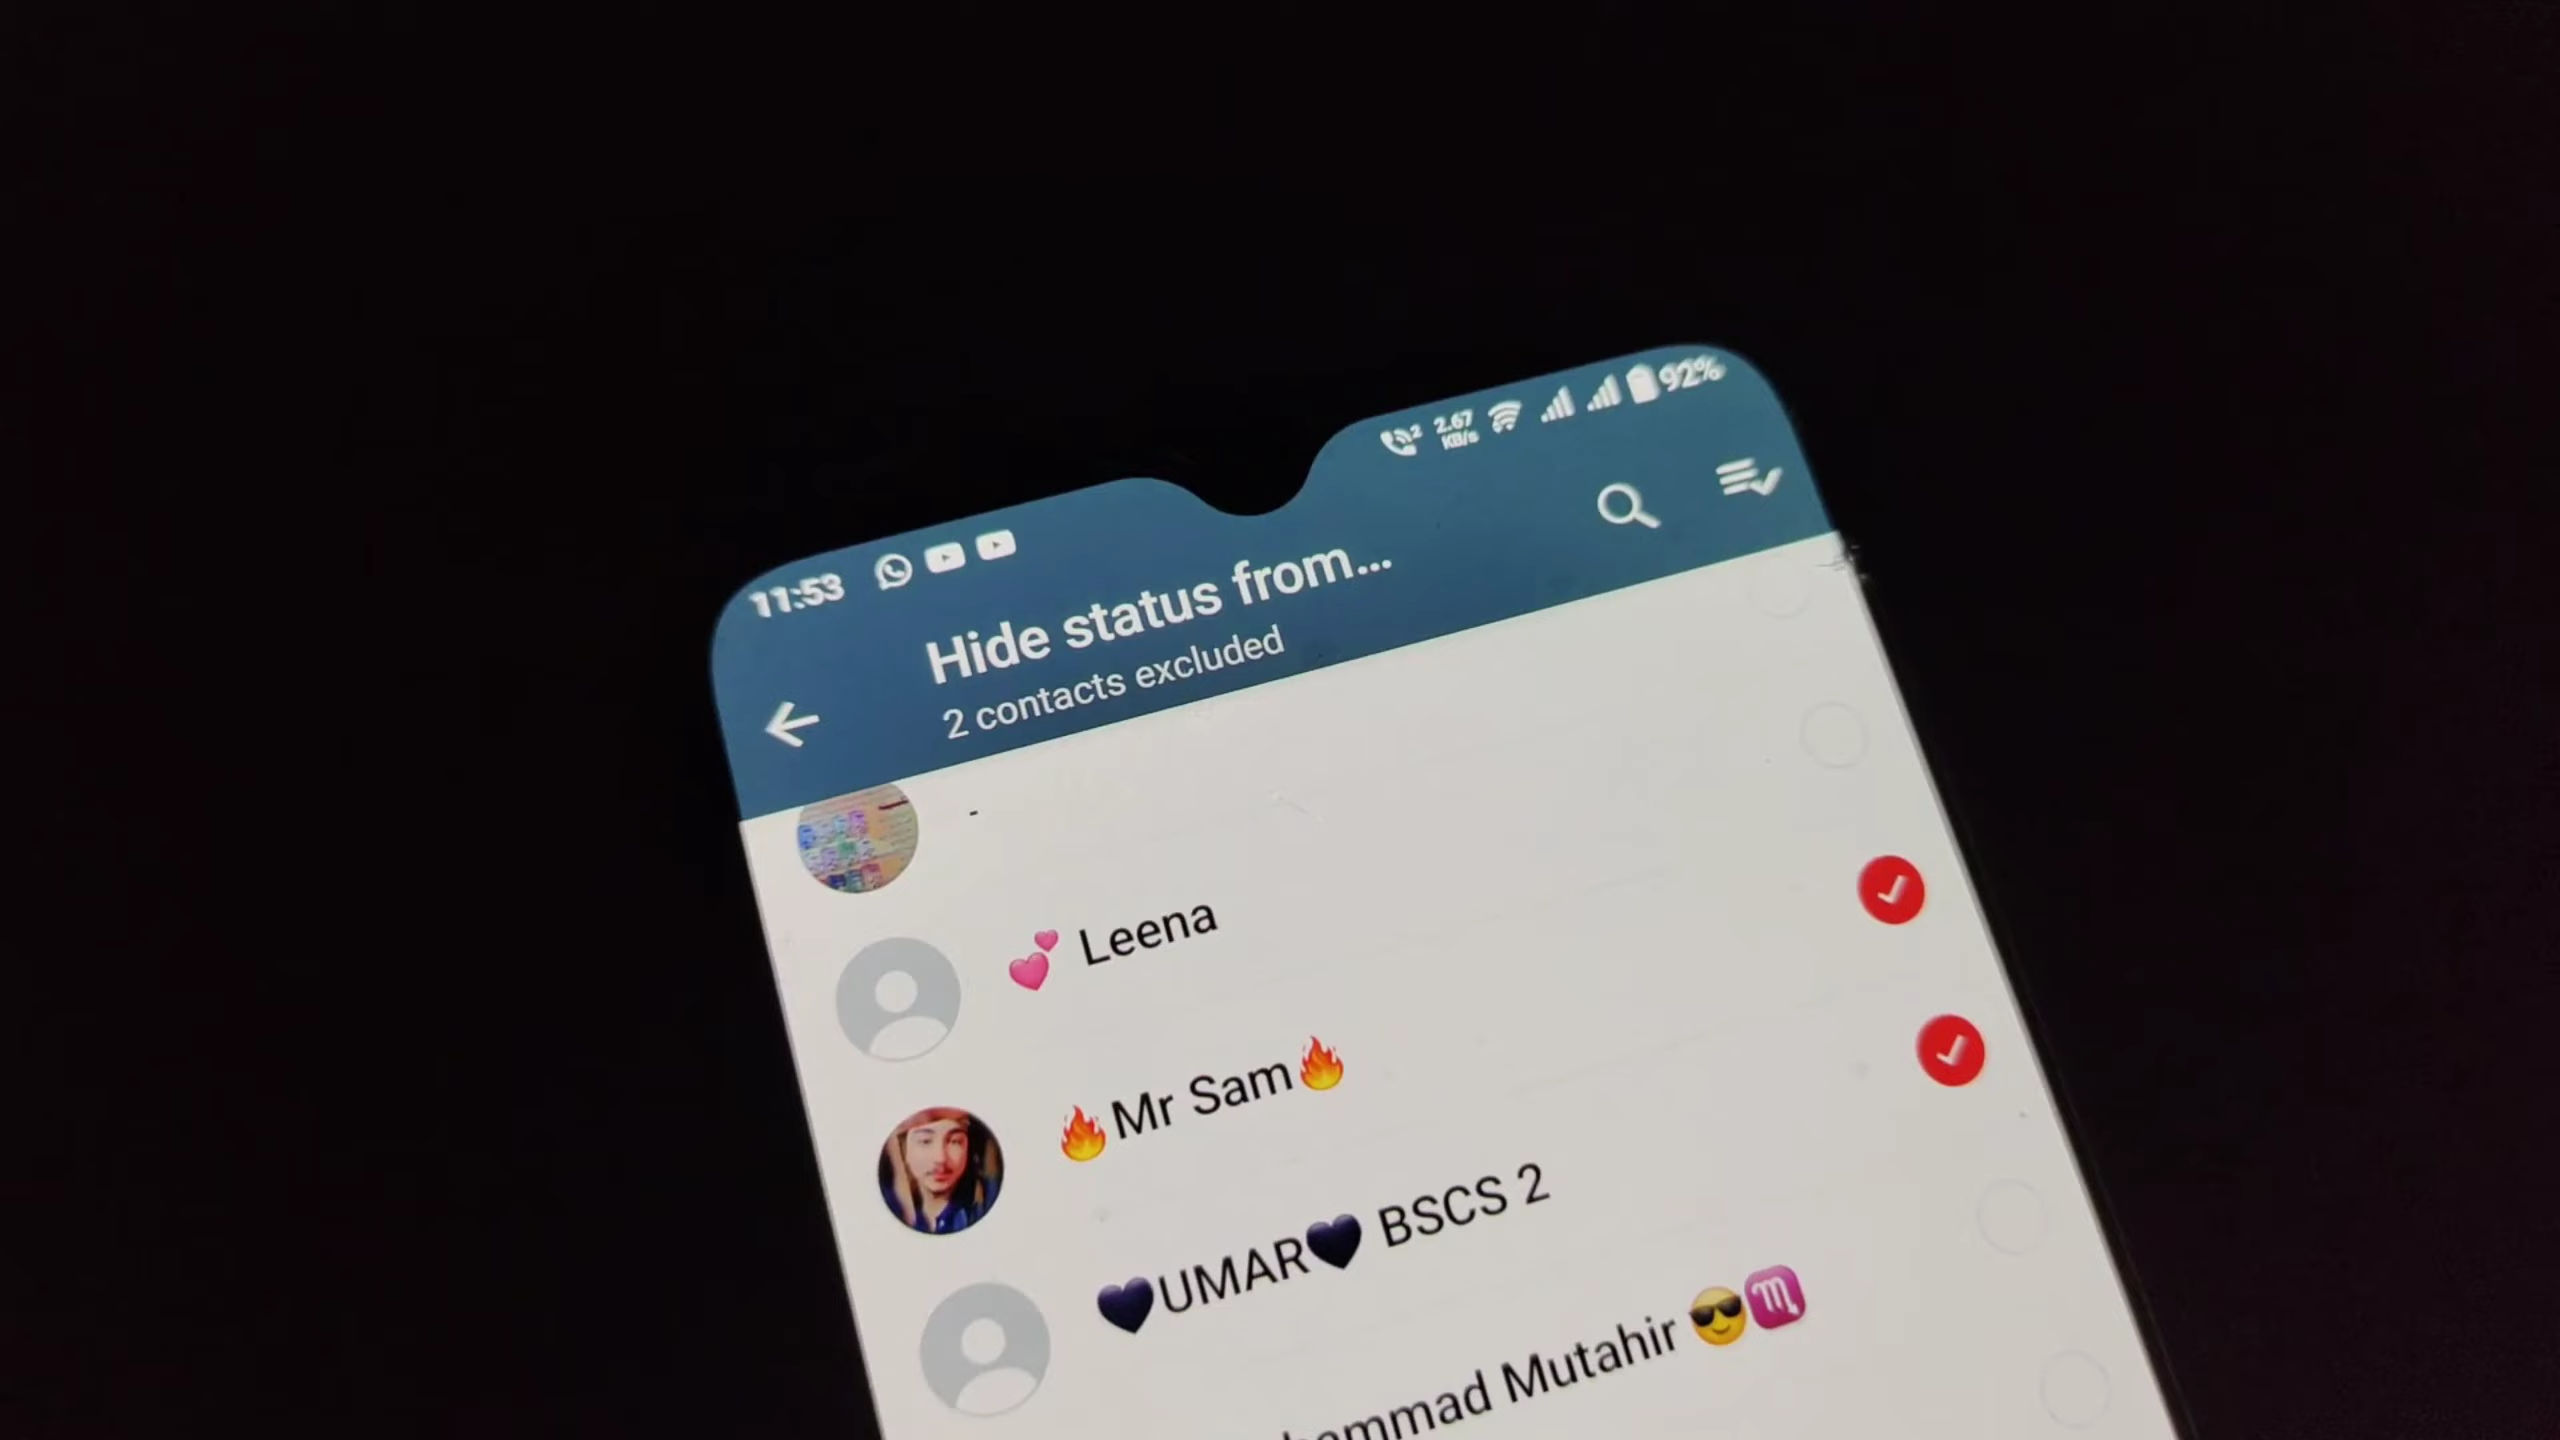 11:53 2 2.67 KB/s 92%
Hide status from...
2 contacts excluded
-
💕 Leena
🔥Mr Sam🔥
🖤UMAR🖤 BSCS 2
Mutahir 😎♏